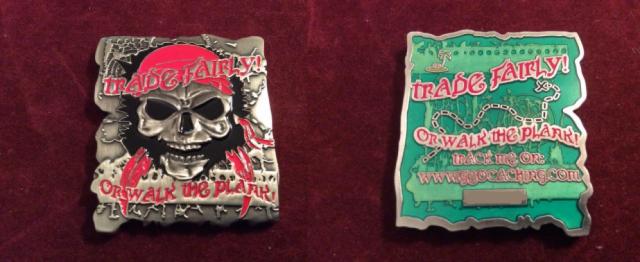 TRADE FAIRLY!
OR WALK THE PLANK!
TRADE FAIRLY!
OR WALK THE PLANK!
TRACK ME ON:
WWW.GEOCACHING.COM